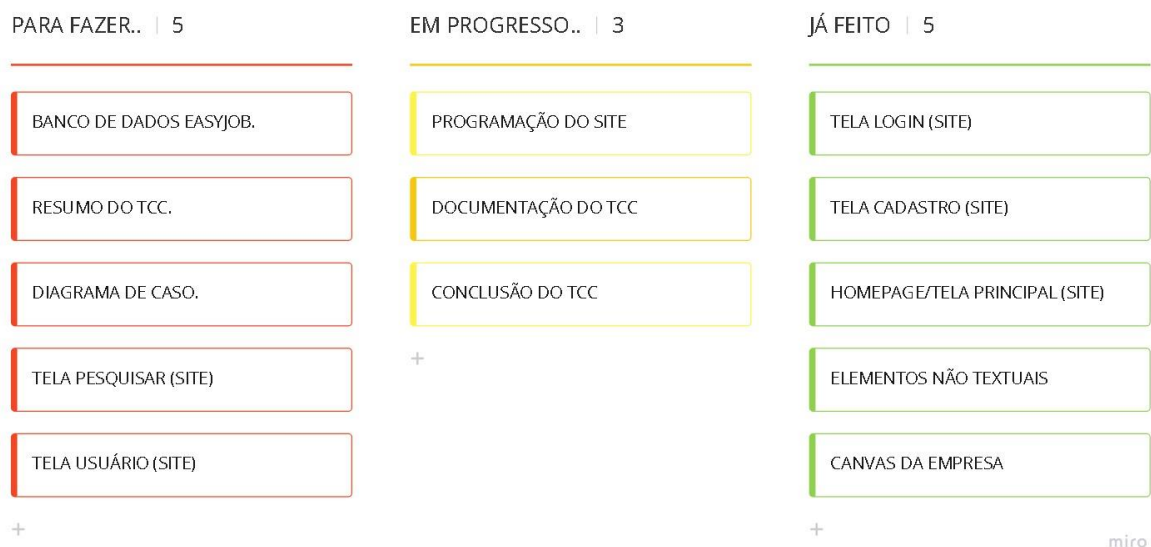 PARA FAZER.. | 5
BANCO DE DADOS EASYJOB.
RESUMO DO TCC.
DIAGRAMA DE CASO.
TELA PESQUISAR (SITE)
TELA USUÁRIO (SITE)
+
EM PROGRESSO.. | 3
PROGRAMAÇÃO DO SITE
DOCUMENTAÇÃO DO TCC
CONCLUSÃO DO TCC
+
JÁ FEITO | 5
TELA LOGIN (SITE)
TELA CADASTRO (SITE)
HOMEPAGE/TELA PRINCIPAL (SITE)
ELEMENTOS NÃO TEXTUAIS
CANVAS DA EMPRESA
+
miro